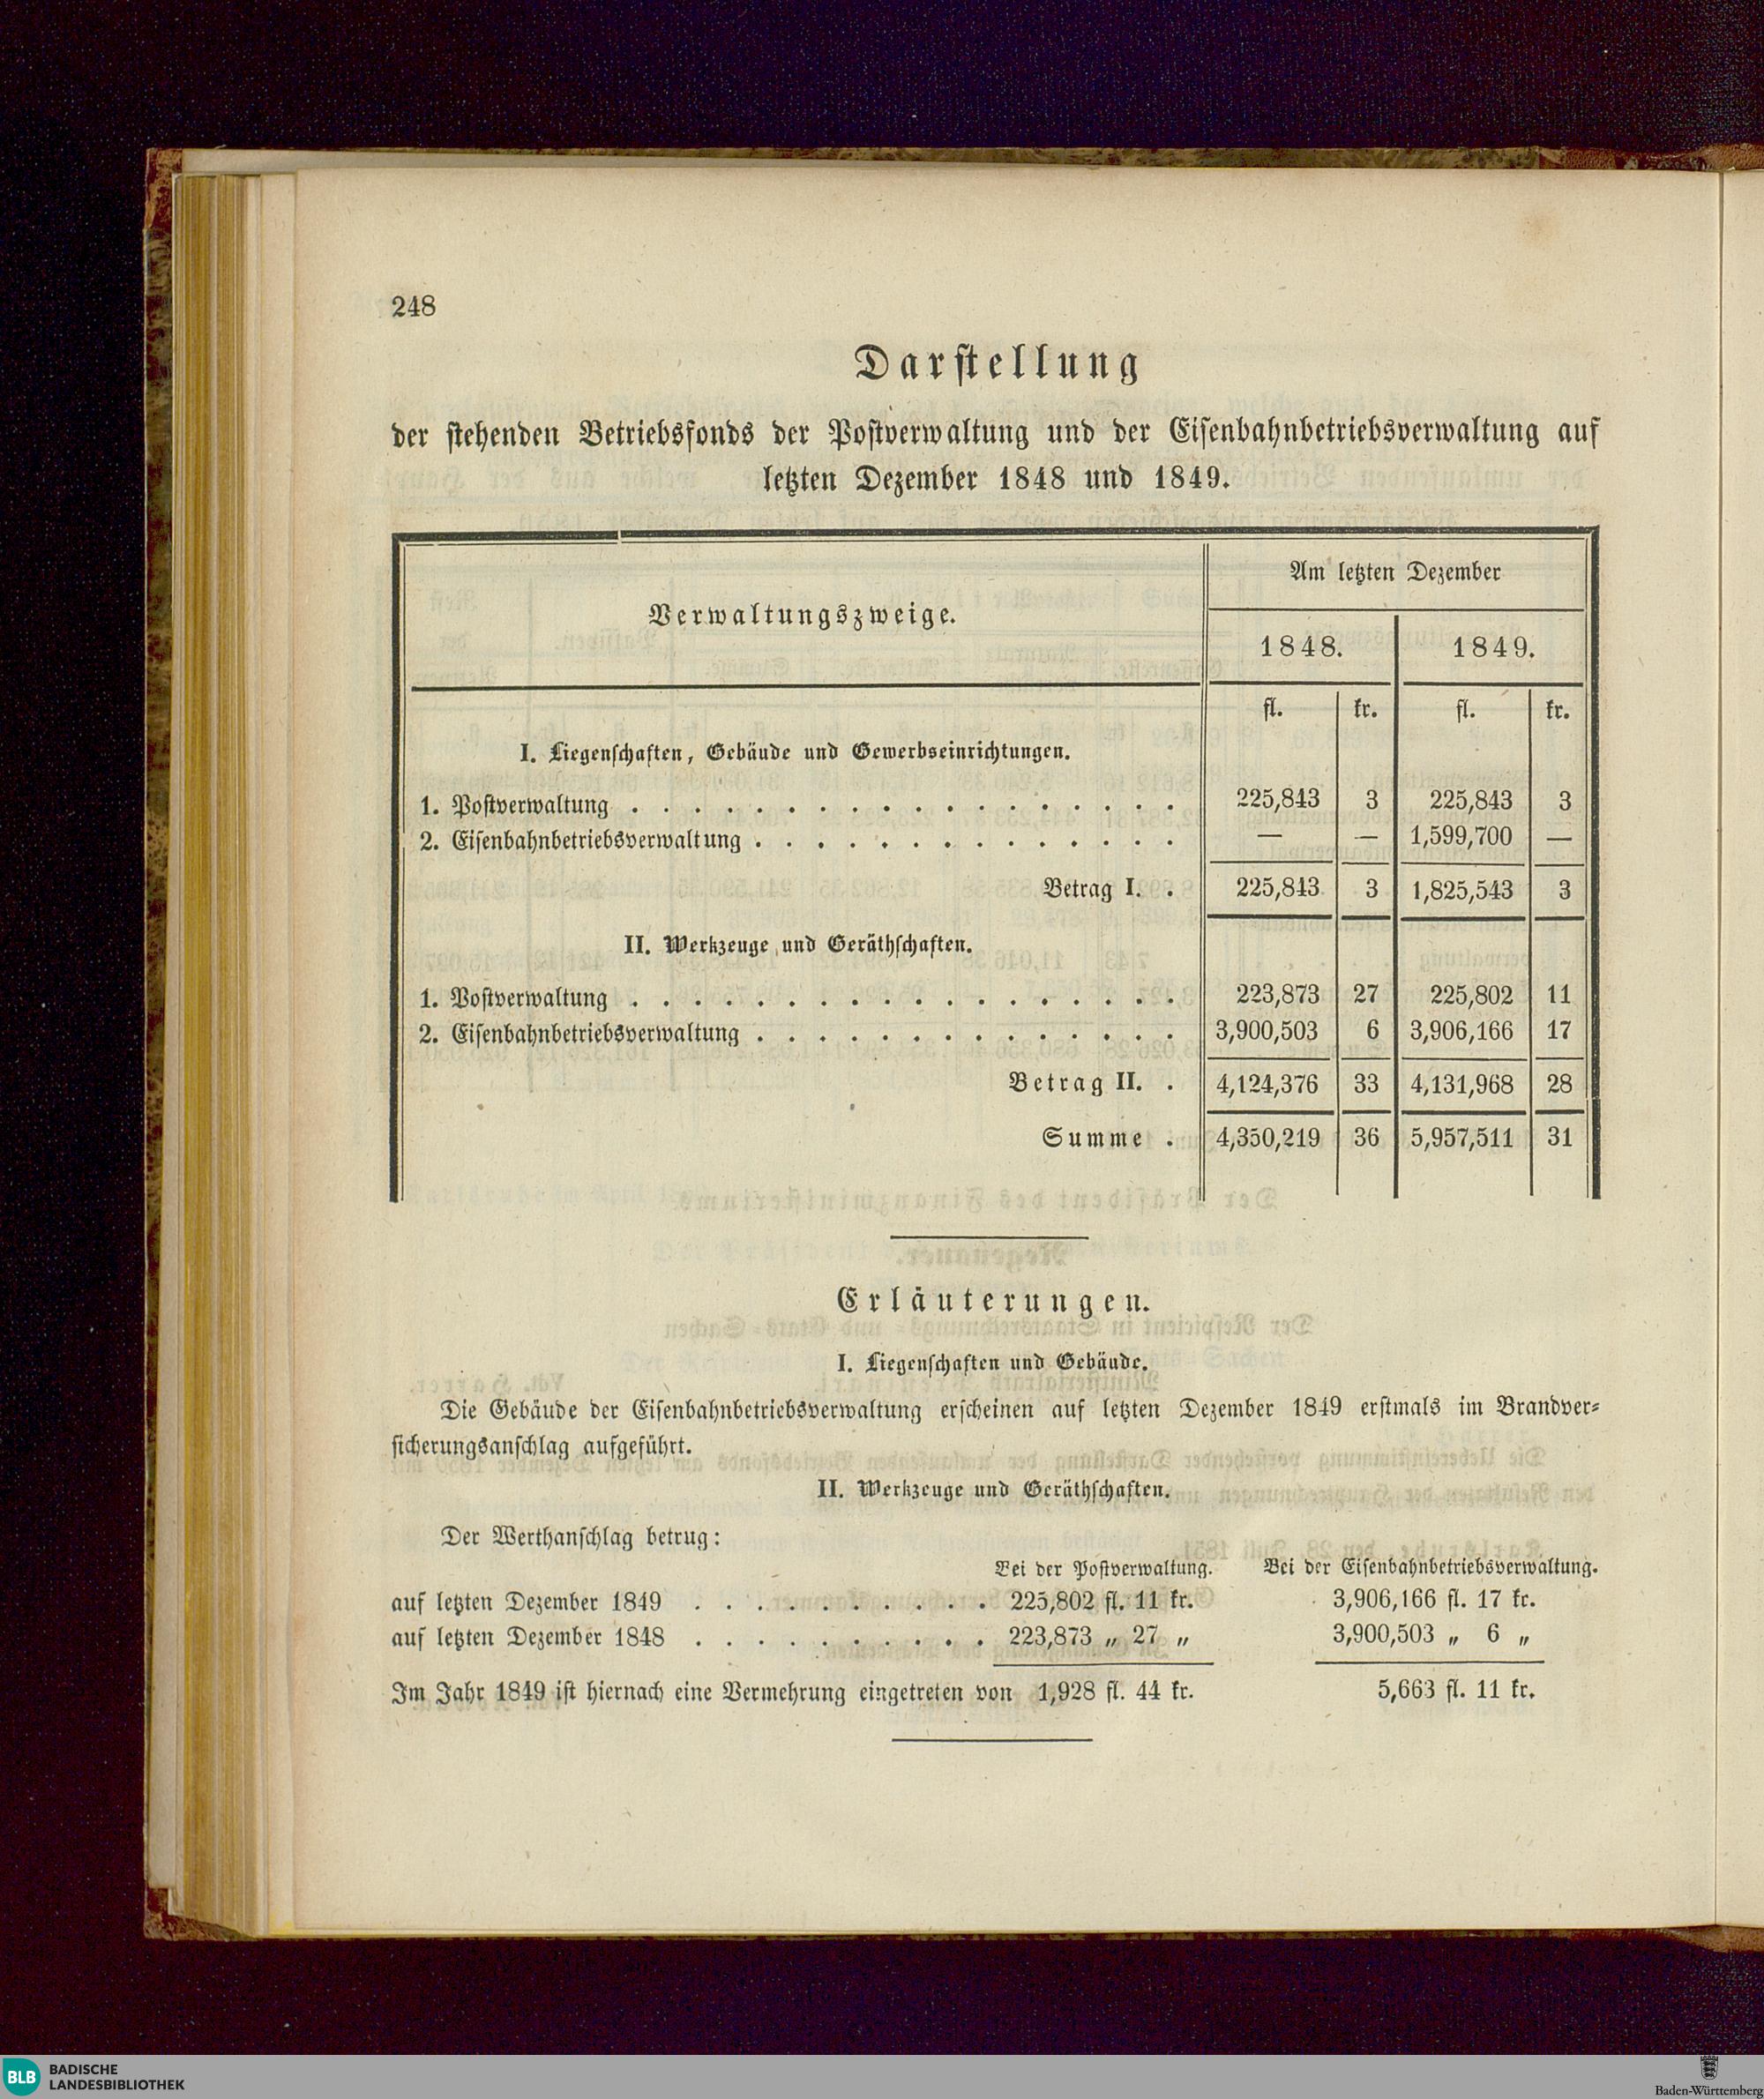 248
Darstellung
der stehenden Betriebsfonds der Postverwaltung und der Eisenbahnbetriebsverwaltung auf
letzten Dezember 1848 und 1849.
Verwaltungszweige.
Am letzten Dezember
1848. 1849.
fl. kr. fl. kr.
I. Liegenschaften, Gebäude und Gewerbseinrichtungen.
1. Postverwaltung . . . . . . . . . . . . . . . . . . 225,843 3 225,843 3
2. Eisenbahnbetriebsverwaltung . . . . . . . . . . . . . . — — 1,599,700 —
Betrag I. . 225,843 3 1,825,543 3
II. Werkzeuge und Geräthschaften.
1. Postverwaltung . . . . . . . . . . . . . . . . . . 223,873 27 225,802 11
2. Eisenbahnbetriebsverwaltung . . . . . . . . . . . . . . 3,900,503 6 3,906,166 17
Betrag II. . 4,124,376 33 4,131,968 28
Summe . 4,350,219 36 5,957,511 31
Erläuterungen.
I. Liegenschaften und Gebäude.
Die Gebäude der Eisenbahnbetriebsverwaltung erscheinen auf letzten Dezember 1849 erstmals im Brandver-
sicherungsanschlag aufgeführt.
II. Werkzeuge und Geräthschaften.
Der Werthanschlag betrug:
Bei der Postverwaltung. Bei der Eisenbahnbetriebsverwaltung.
auf letzten Dezember 1849 . . . . . . . . . . 225,802 fl. 11 kr. 3,906,166 fl. 17 kr.
auf letzten Dezember 1848 . . . . . . . . . . 223,873 „ 27 „ 3,900,503 „ 6 „
Im Jahr 1849 ist hiernach eine Vermehrung eingetreten von 1,928 fl. 44 kr. 5,663 fl. 11 kr.
BLB BADISCHE
LANDESBIBLIOTHEK
Baden-Württemberg